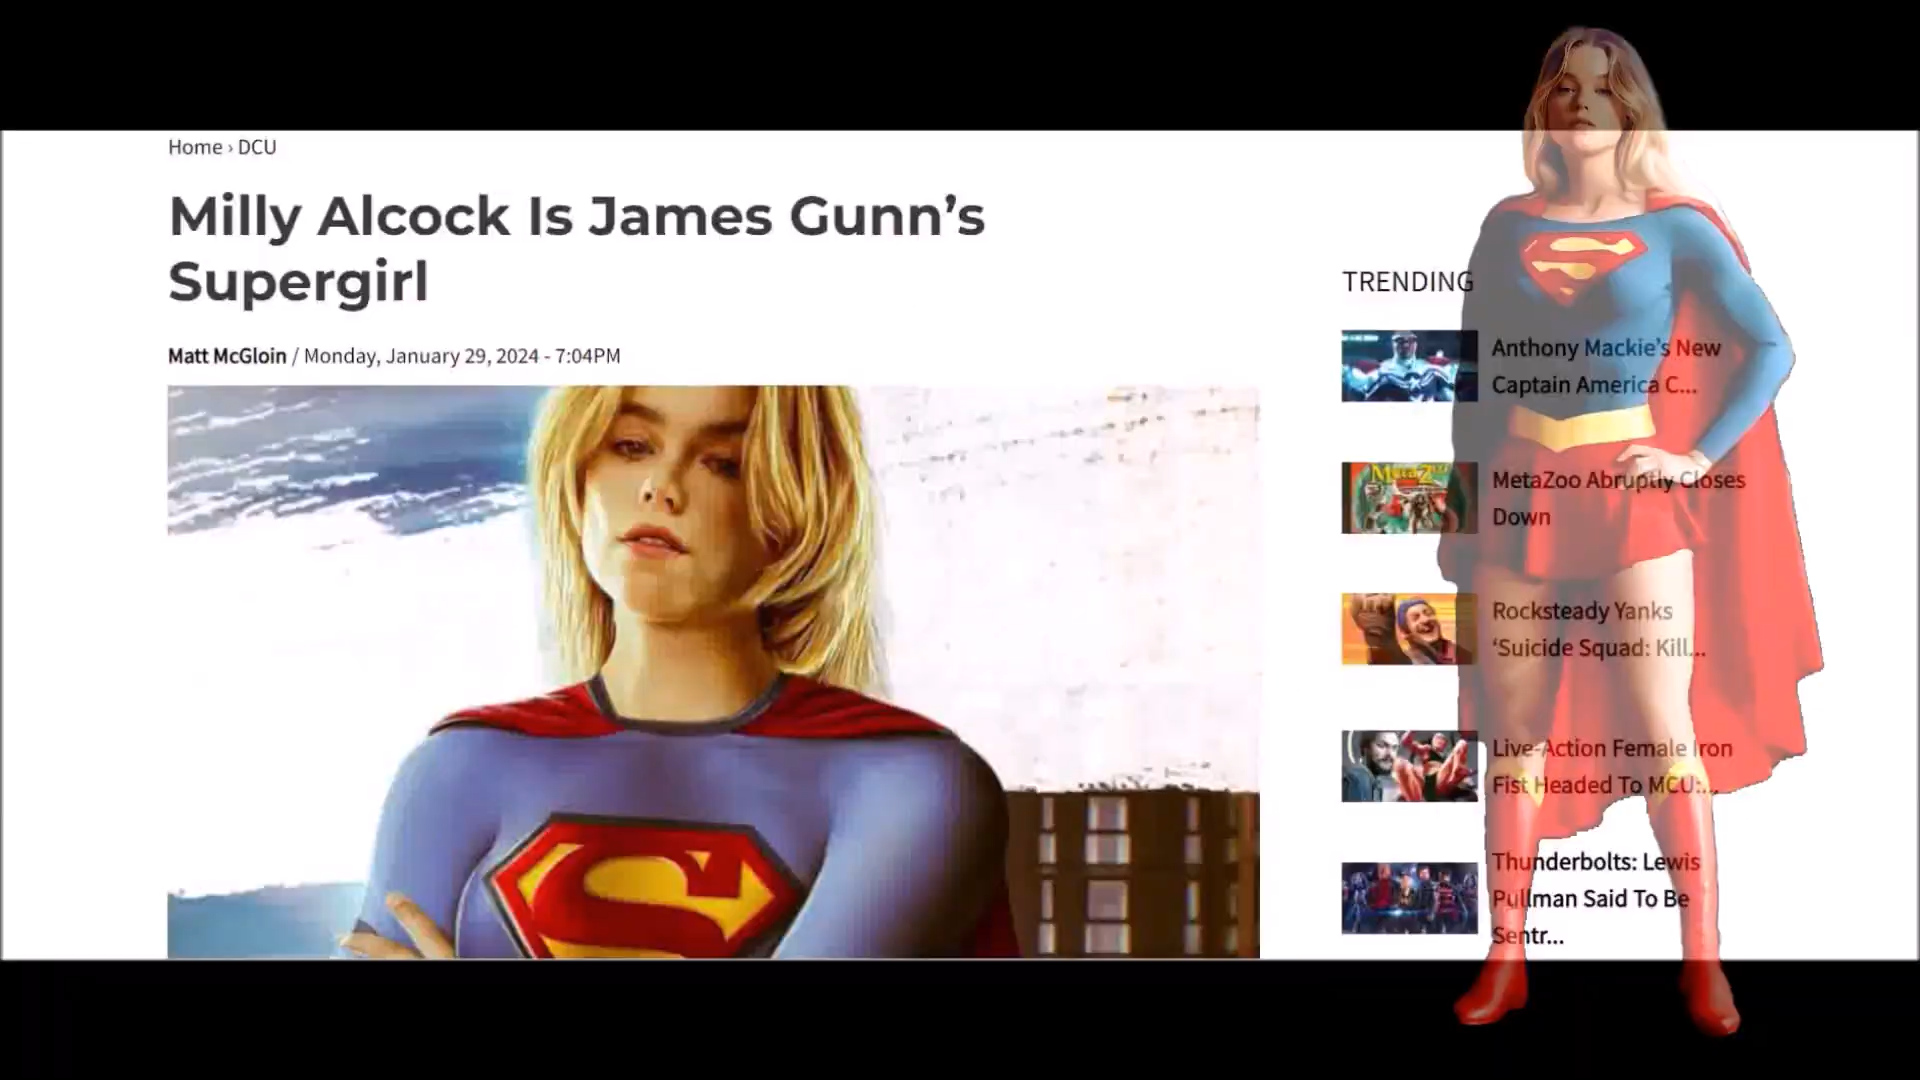 Home › DCU
Milly Alcock Is James Gunn’s
Supergirl
Matt McGloin / Monday, January 29, 2024 - 7:04PM
TRENDING
Anthony Mackie’s New
Captain America C...
MetaZoo Abruptly Closes
Down
Rocksteady Yanks
‘Suicide Squad: Kill...
Live-Action Female Iron
Fist Headed To MCU:...
Thunderbolts: Lewis
Pullman Said To Be
Sentr...